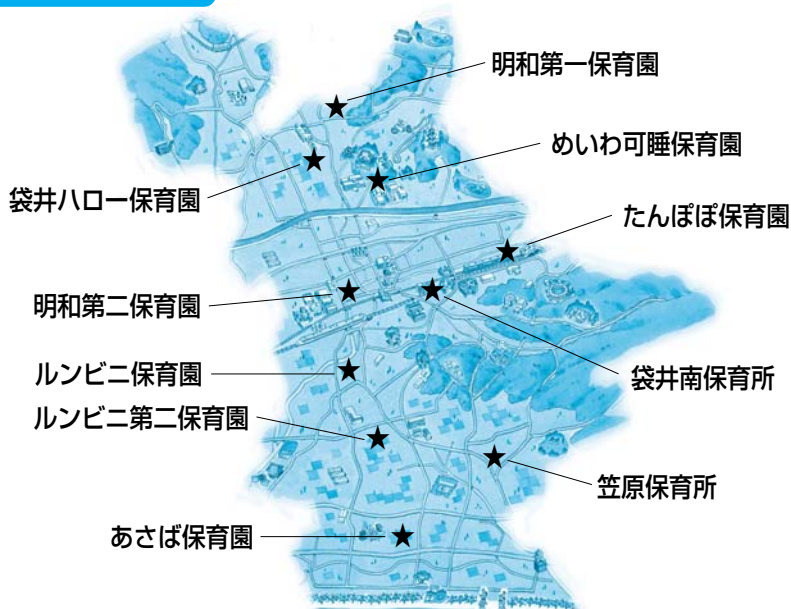 明和第一保育園
めいわ可睡保育園
袋井ハロー保育園
たんぽぽ保育園
明和第二保育園
ルンビニ保育園
袋井南保育所
ルンビニ第二保育園
笠原保育所
あさば保育園